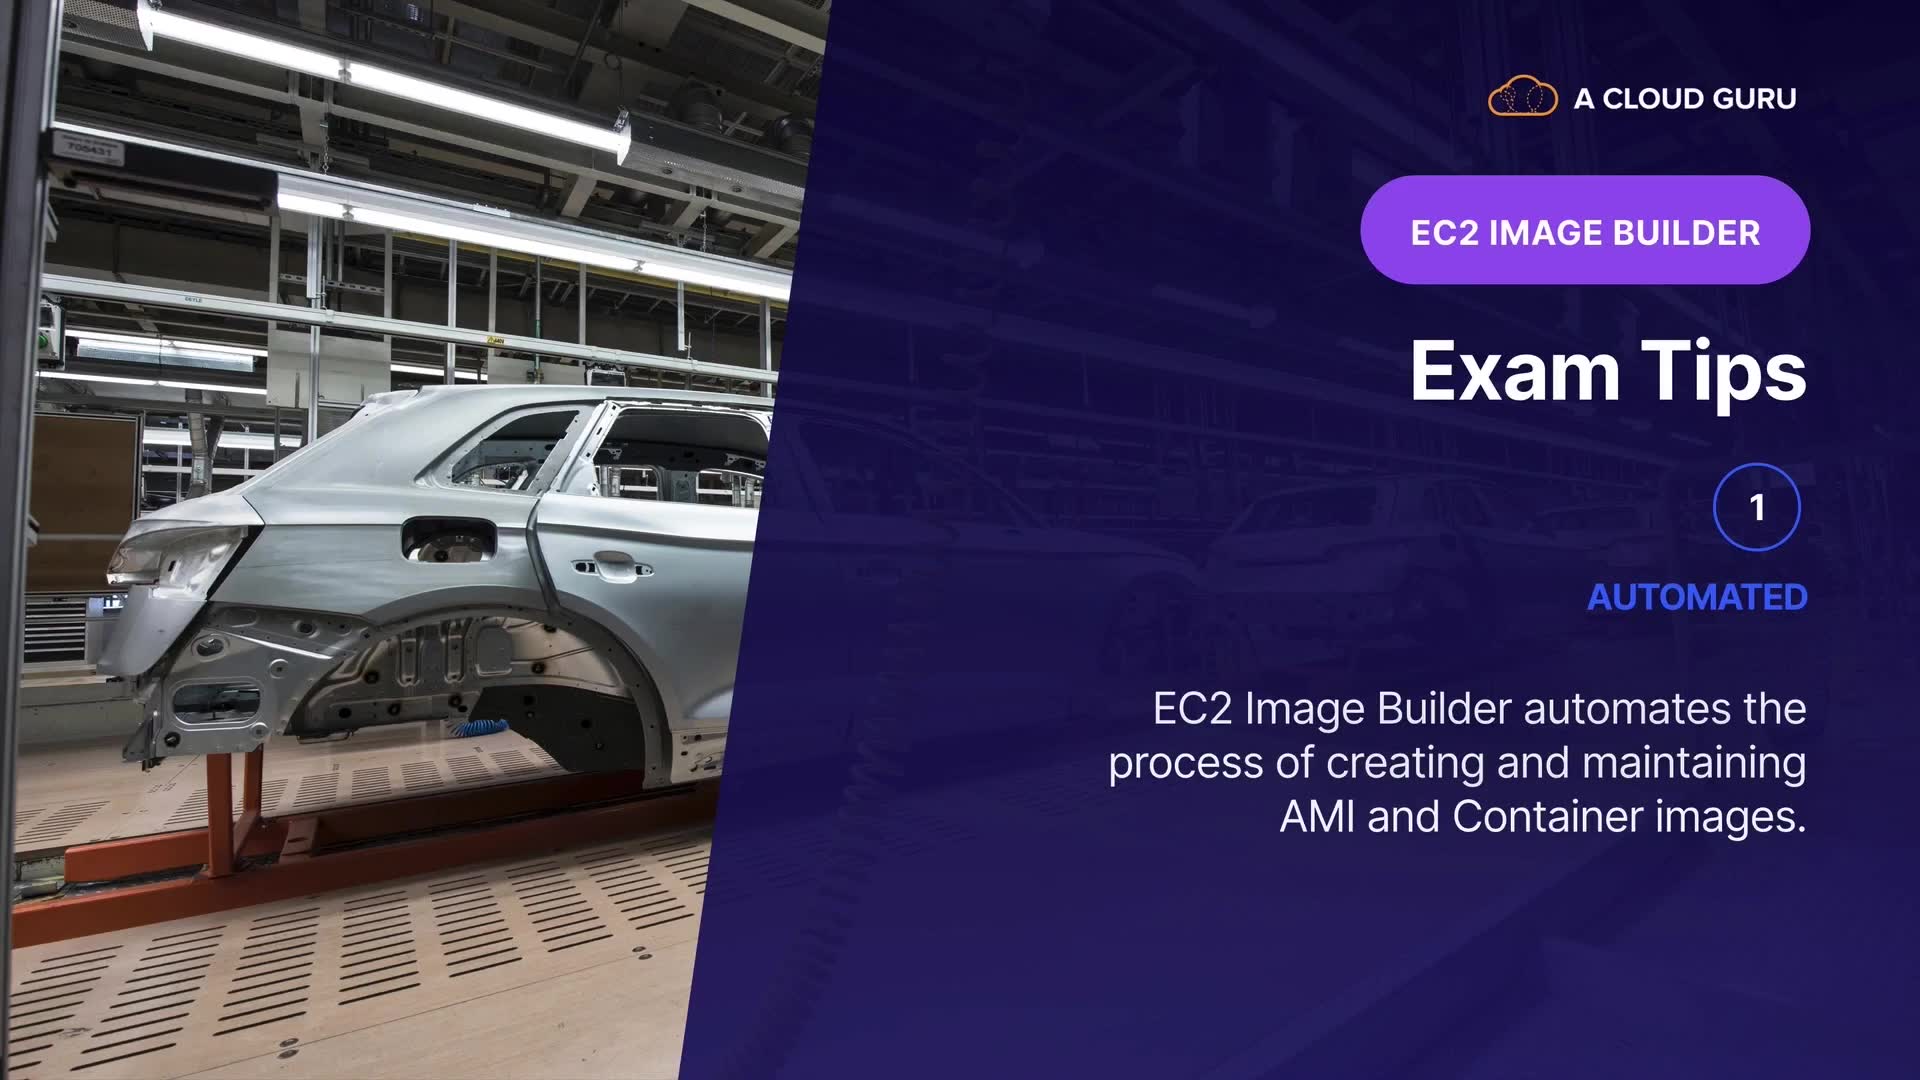 A CLOUD GURU
EC2 IMAGE BUILDER
Exam Tips
1
AUTOMATED
EC2 Image Builder automates the
process of creating and maintaining
AMI and Container images.
705431